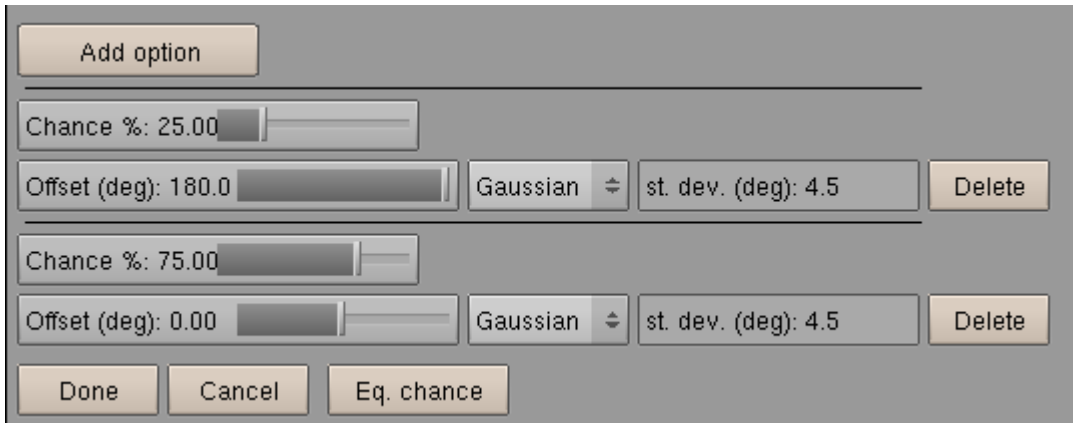 Add option
Chance %: 25.00
Offset (deg): 180.0 Gaussian st. dev. (deg): 4.5 Delete
Chance %: 75.00
Offset (deg): 0.00 Gaussian st. dev. (deg): 4.5 Delete
Done Cancel Eq. chance